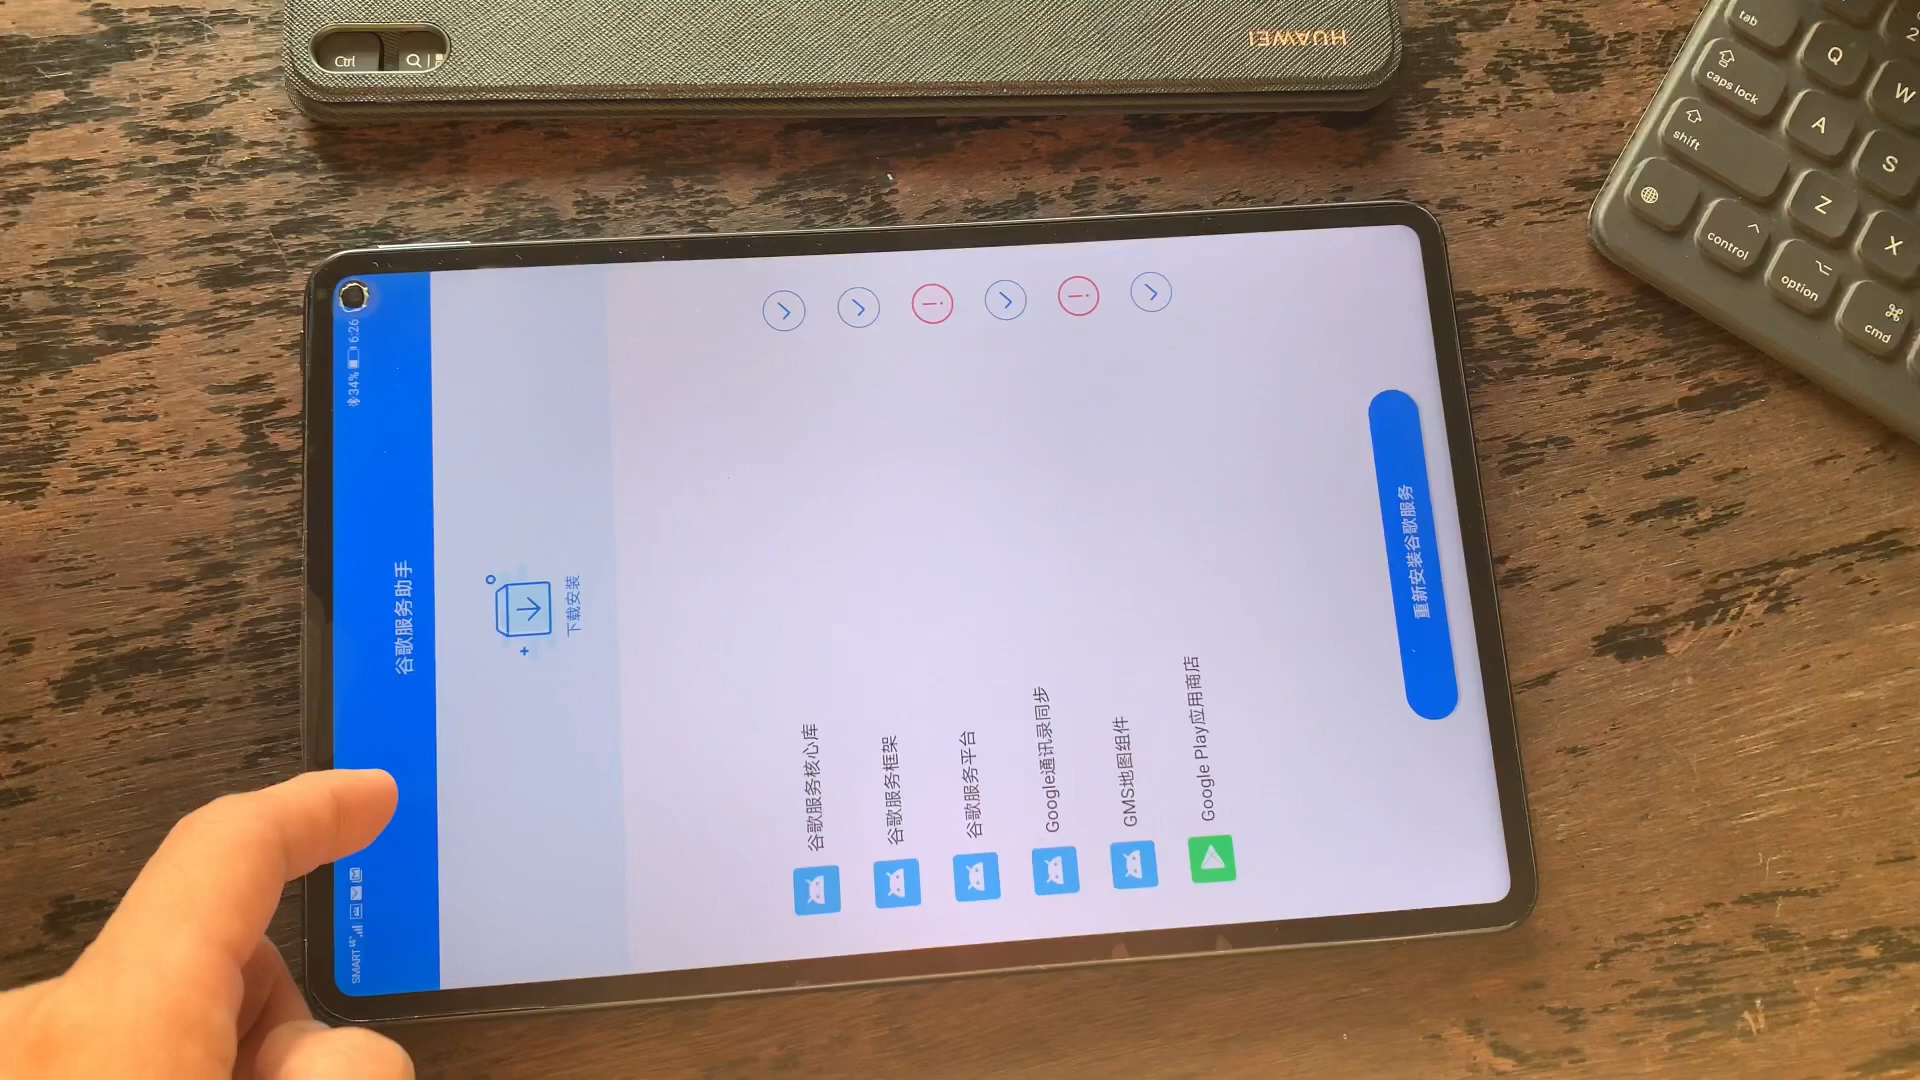 HUAWEI
Ctrl
tab
Q
W
caps lock
A
S
shift
Z
X
control
option
cmd
SMART
34%
6:26
谷歌服务助手
下载安装
谷歌服务核心库
谷歌服务框架
谷歌服务平台
Google通讯录同步
GMS地图组件
Google Play应用商店
重新安装谷歌服务